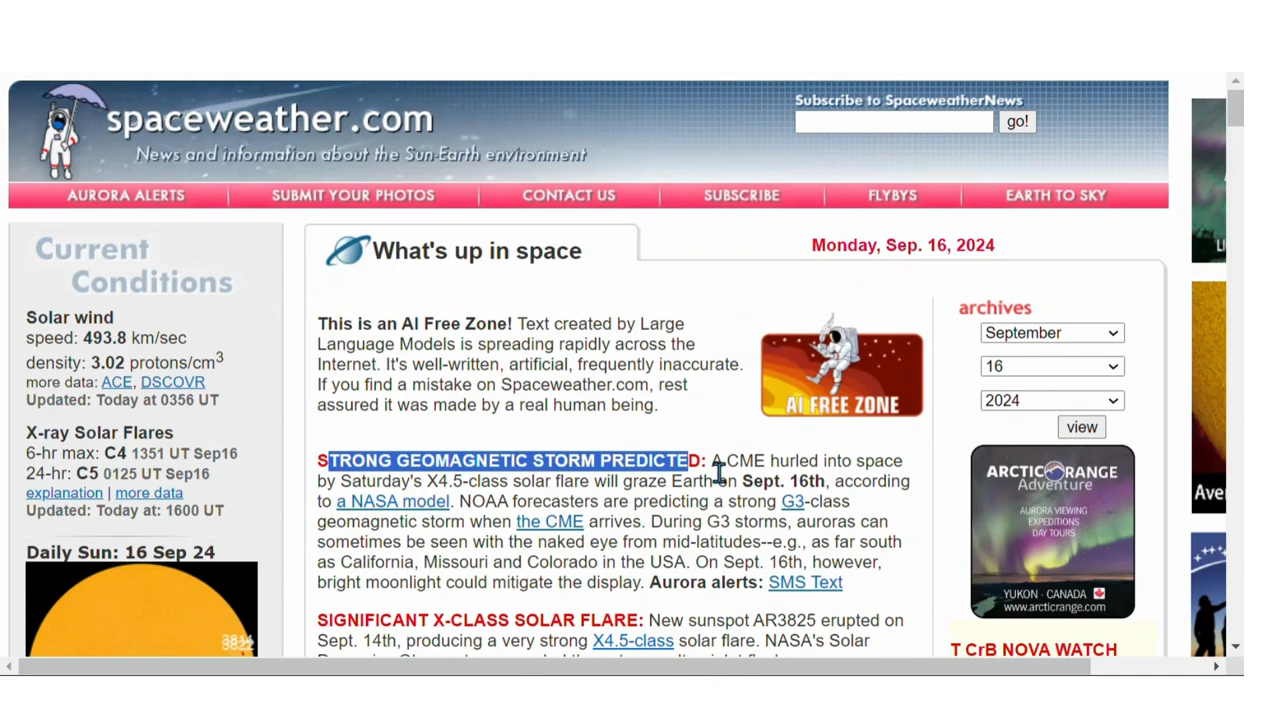 spaceweather.com
News and information about the Sun-Earth environment
Subscribe to SpaceweatherNews
go!
AURORA ALERTS
SUBMIT YOUR PHOTOS
CONTACT US
SUBSCRIBE
FLYBYS
EARTH TO SKY
Current
Conditions
Solar wind
speed: 493.8 km/sec
density: 3.02 protons/cm3
more data: ACE, DSCOVR
Updated: Today at 0356 UT
X-ray Solar Flares
6-hr max: C4 1351 UT Sep16
24-hr: C5 0125 UT Sep16
explanation | more data
Updated: Today at: 1600 UT
Daily Sun: 16 Sep 24
3814
3822
What's up in space
Monday, Sep. 16, 2024
This is an AI Free Zone! Text created by Large
Language Models is spreading rapidly across the
Internet. It's well-written, artificial, frequently inaccurate.
If you find a mistake on Spaceweather.com, rest
assured it was made by a real human being.
AI FREE ZONE
STRONG GEOMAGNETIC STORM PREDICTED: A CME hurled into space
by Saturday's X4.5-class solar flare will graze Earth on Sept. 16th, according
to a NASA model. NOAA forecasters are predicting a strong G3-class
geomagnetic storm when the CME arrives. During G3 storms, auroras can
sometimes be seen with the naked eye from mid-latitudes--e.g., as far south
as California, Missouri and Colorado in the USA. On Sept. 16th, however,
bright moonlight could mitigate the display. Aurora alerts: SMS Text
SIGNIFICANT X-CLASS SOLAR FLARE: New sunspot AR3825 erupted on
Sept. 14th, producing a very strong X4.5-class solar flare. NASA's Solar
archives
September
16
2024
view
ARCTIC RANGE
Adventure
AURORA VIEWING
EXPEDITIONS
DAY TOURS
YUKON · CANADA
www.arcticrange.com
T CrB NOVA WATCH
LI
Ave